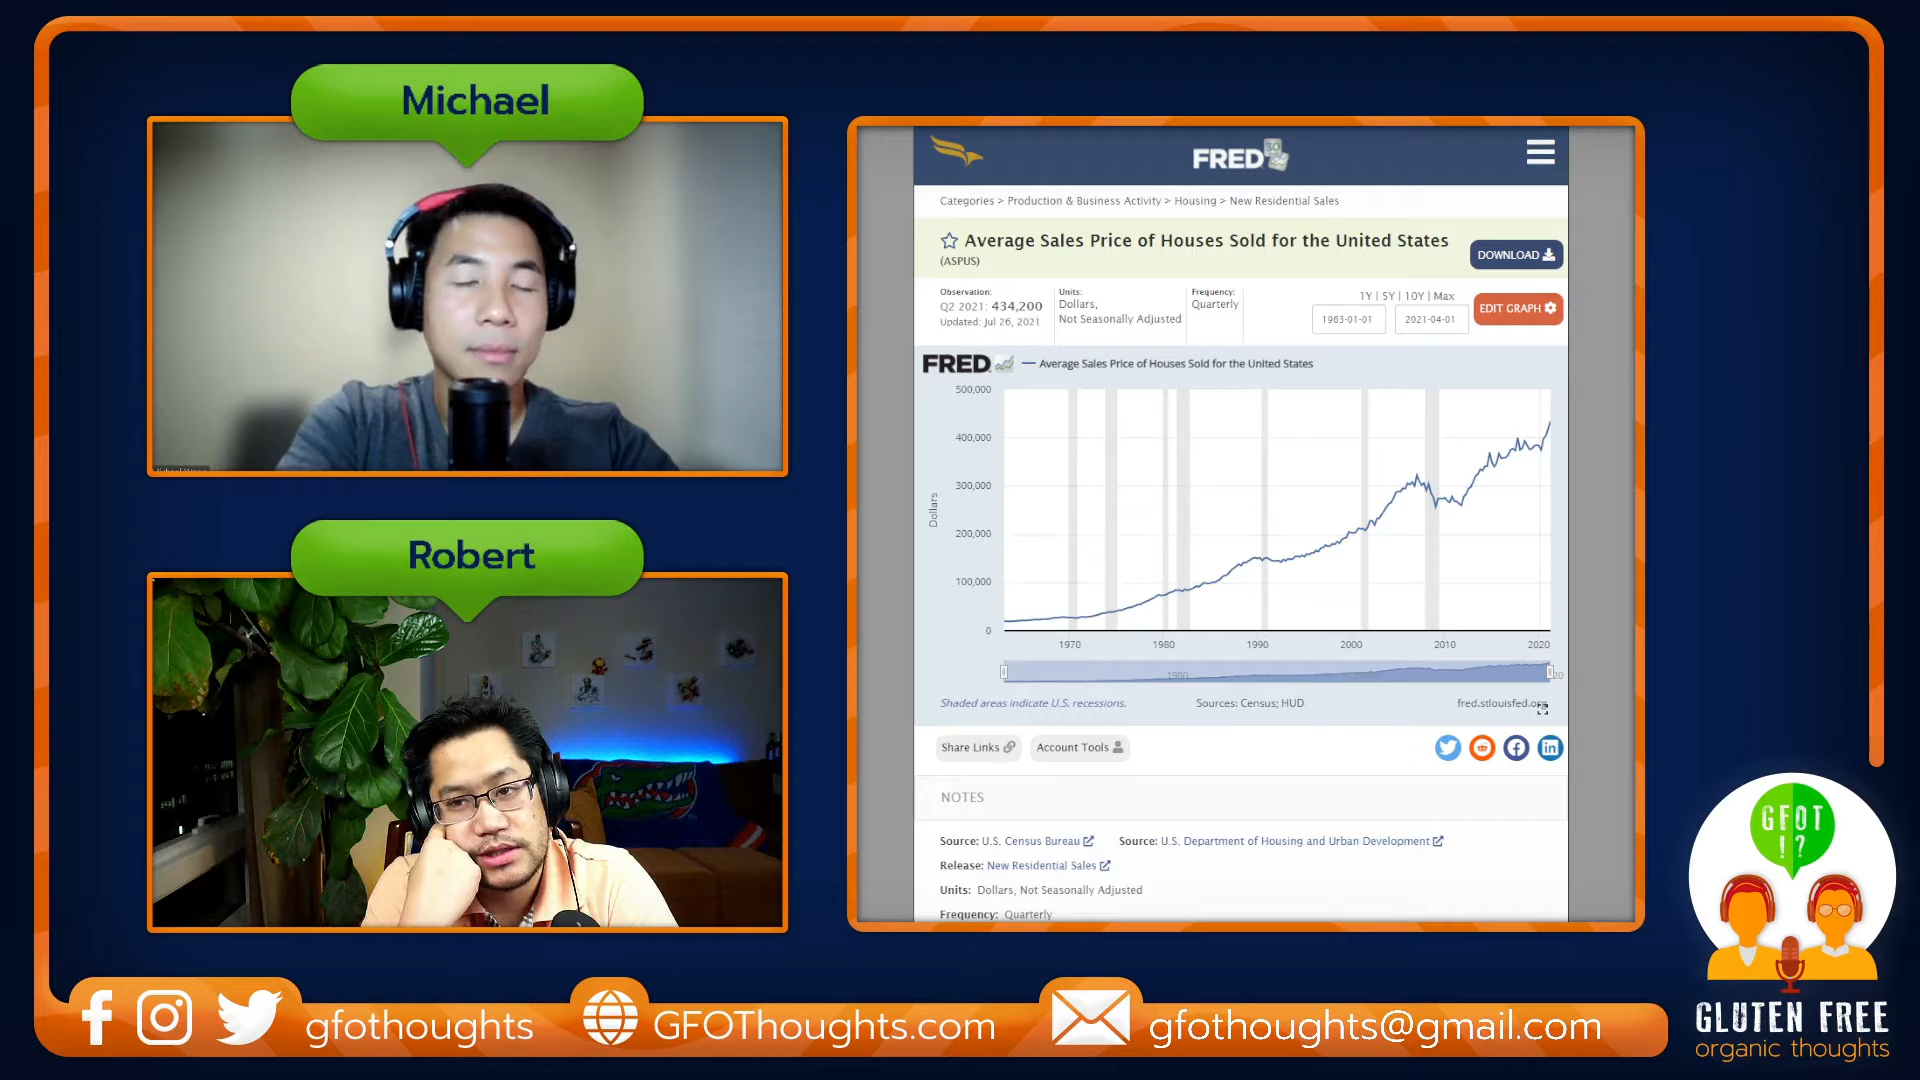 Michael
Robert
FRED
Categories > Production & Business Activity > Housing > New Residential Sales
Average Sales Price of Houses Sold for the United States
(ASPUS)
DOWNLOAD
Observation:
Q2 2021: 434,200
Updated: Jul 26, 2021
Units:
Dollars,
Not Seasonally Adjusted
Frequency:
Quarterly
1Y | 5Y | 10Y | Max
1963-01-01
2021-04-01
EDIT GRAPH
FRED
Average Sales Price of Houses Sold for the United States
500,000
400,000
300,000
200,000
100,000
0
Dollars
1970
1980
1990
2000
2010
2020
1980
Shaded areas indicate U.S. recessions.
Sources: Census; HUD
fred.stlouisfed.org
Share Links
Account Tools
NOTES
Source: U.S. Census Bureau
Source: U.S. Department of Housing and Urban Development
Release: New Residential Sales
Units: Dollars, Not Seasonally Adjusted
Frequency: Quarterly
GFOT
!?
GLUTEN FREE
organic thoughts
gfothoughts
GFOThoughts.com
gfothoughts@gmail.com